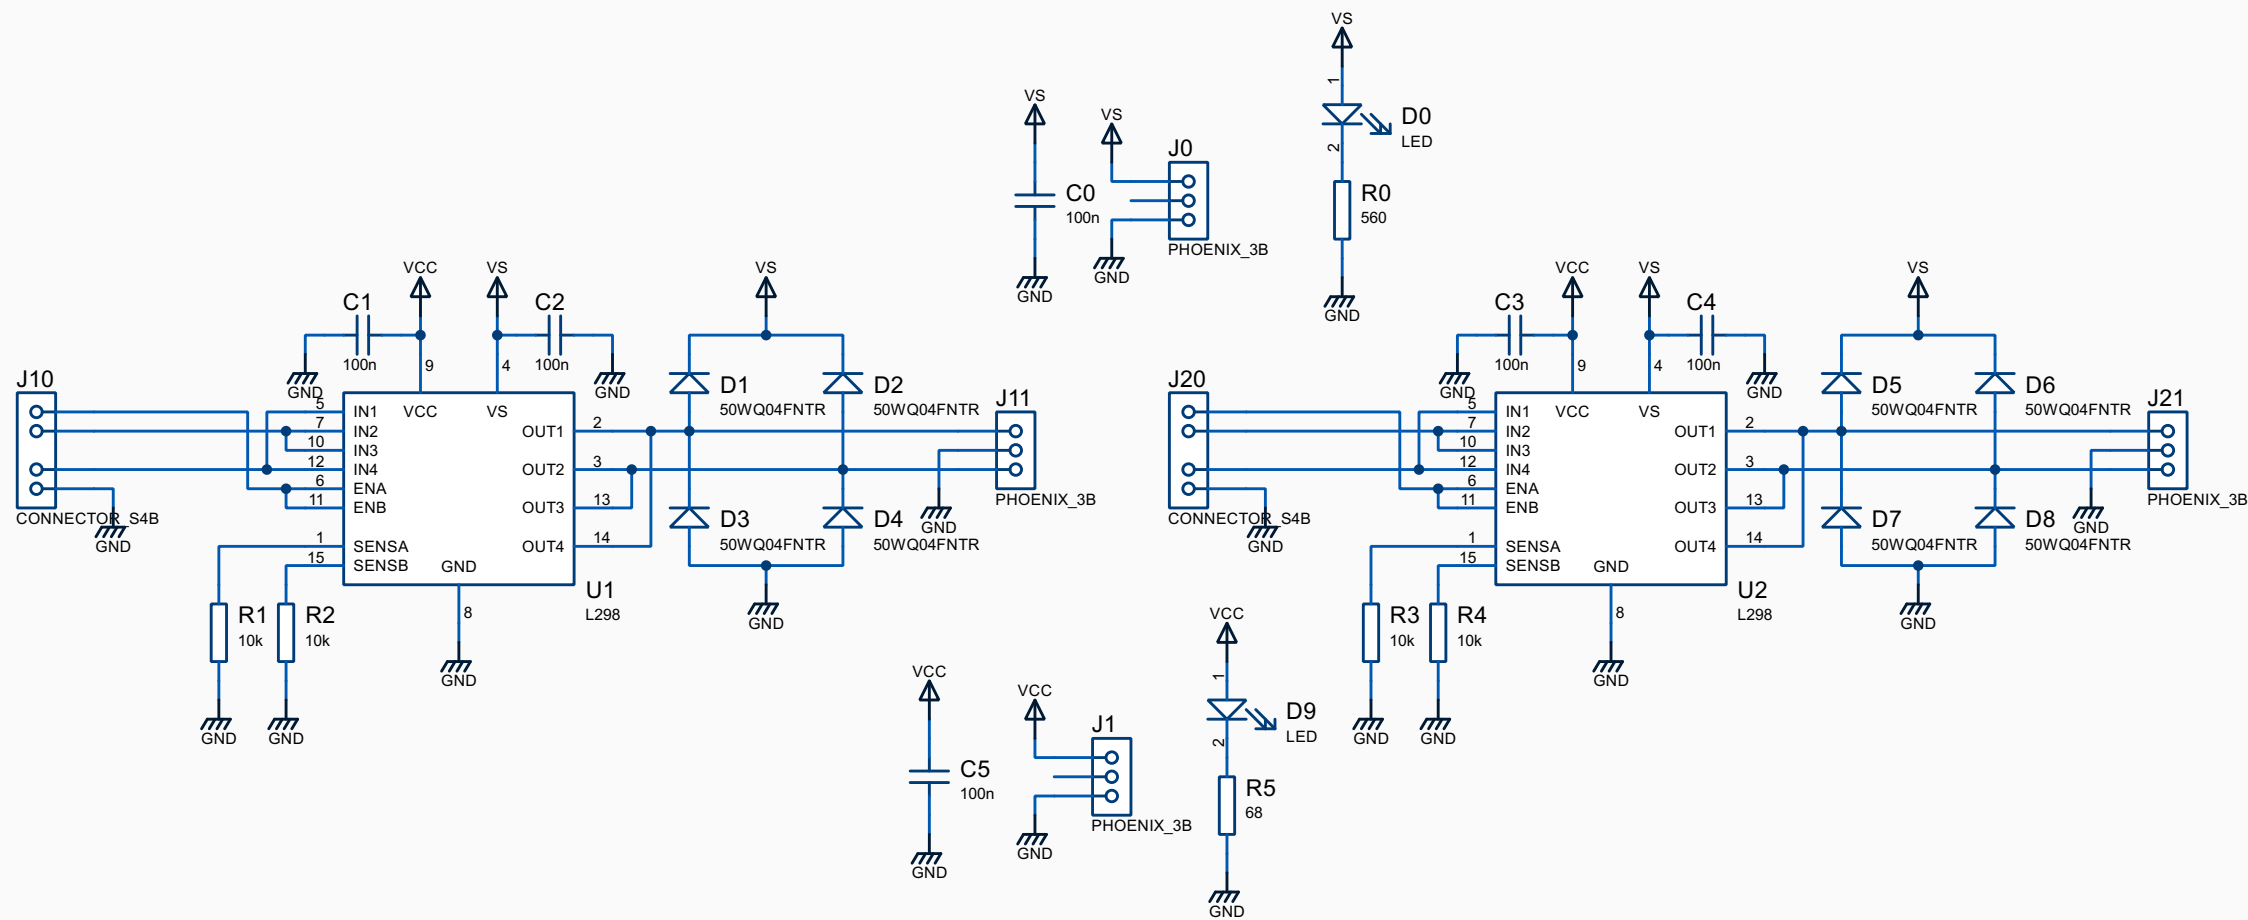 VS
1
D0
LED
2
R0
560
GND
VS
C0
100n
GND
VS
J0
PHOENIX_3B
GND
J10
CONNECTOR_S4B
GND
VCC
C1
100n
GND
9
VS
C2
100n
GND
4
VCC
VS
5
IN1
7
IN2
10
IN3
12
IN4
6
ENA
11
ENB
1
SENSA
15
SENSB
OUT1
2
OUT2
3
OUT3
13
OUT4
14
GND
8
GND
U1
L298
R1
10k
GND
R2
10k
GND
VS
D1
50WQ04FNTR
D2
50WQ04FNTR
D3
50WQ04FNTR
D4
50WQ04FNTR
GND
J11
PHOENIX_3B
GND
J20
CONNECTOR_S4B
GND
VCC
C3
100n
GND
9
VS
C4
100n
GND
4
VCC
VS
5
IN1
7
IN2
10
IN3
12
IN4
6
ENA
11
ENB
1
SENSA
15
SENSB
OUT1
2
OUT2
3
OUT3
13
OUT4
14
GND
8
GND
U2
L298
R3
10k
GND
R4
10k
GND
VS
D5
50WQ04FNTR
D6
50WQ04FNTR
D7
50WQ04FNTR
D8
50WQ04FNTR
GND
J21
PHOENIX_3B
GND
VCC
C5
100n
GND
VCC
J1
PHOENIX_3B
GND
VCC
1
D9
LED
2
R5
68
GND